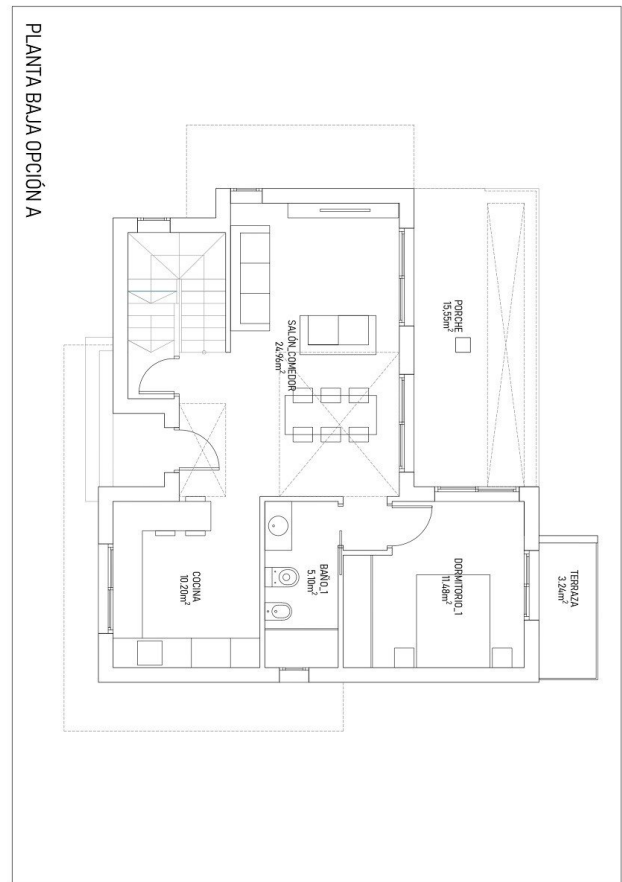 PLANTA BAJA OPCIÓN A
PORCHE
15.55m²
SALÓN_COMEDOR
24.96m²
TERRAZA
3.24m²
DORMITORIO_1
11.48m²
BAÑO_1
5.10m²
COCINA
10.20m²